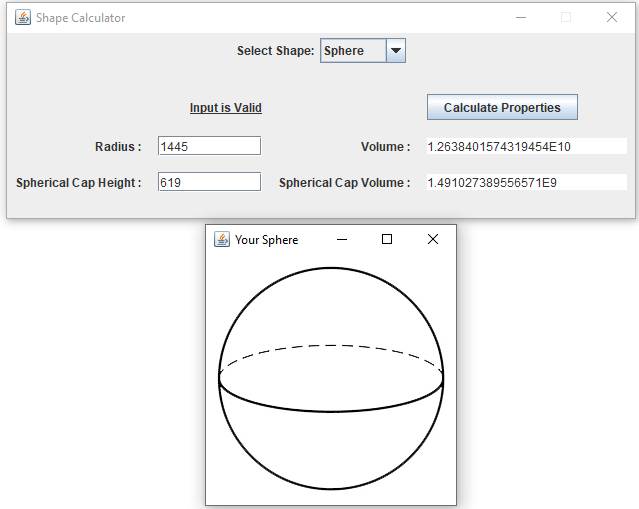 Shape Calculator
Select Shape: Sphere
Input is Valid Calculate Properties
Radius : 1445 Volume : 1.2638401574319454E10
Spherical Cap Height : 619 Spherical Cap Volume : 1.491027389556571E9
Your Sphere